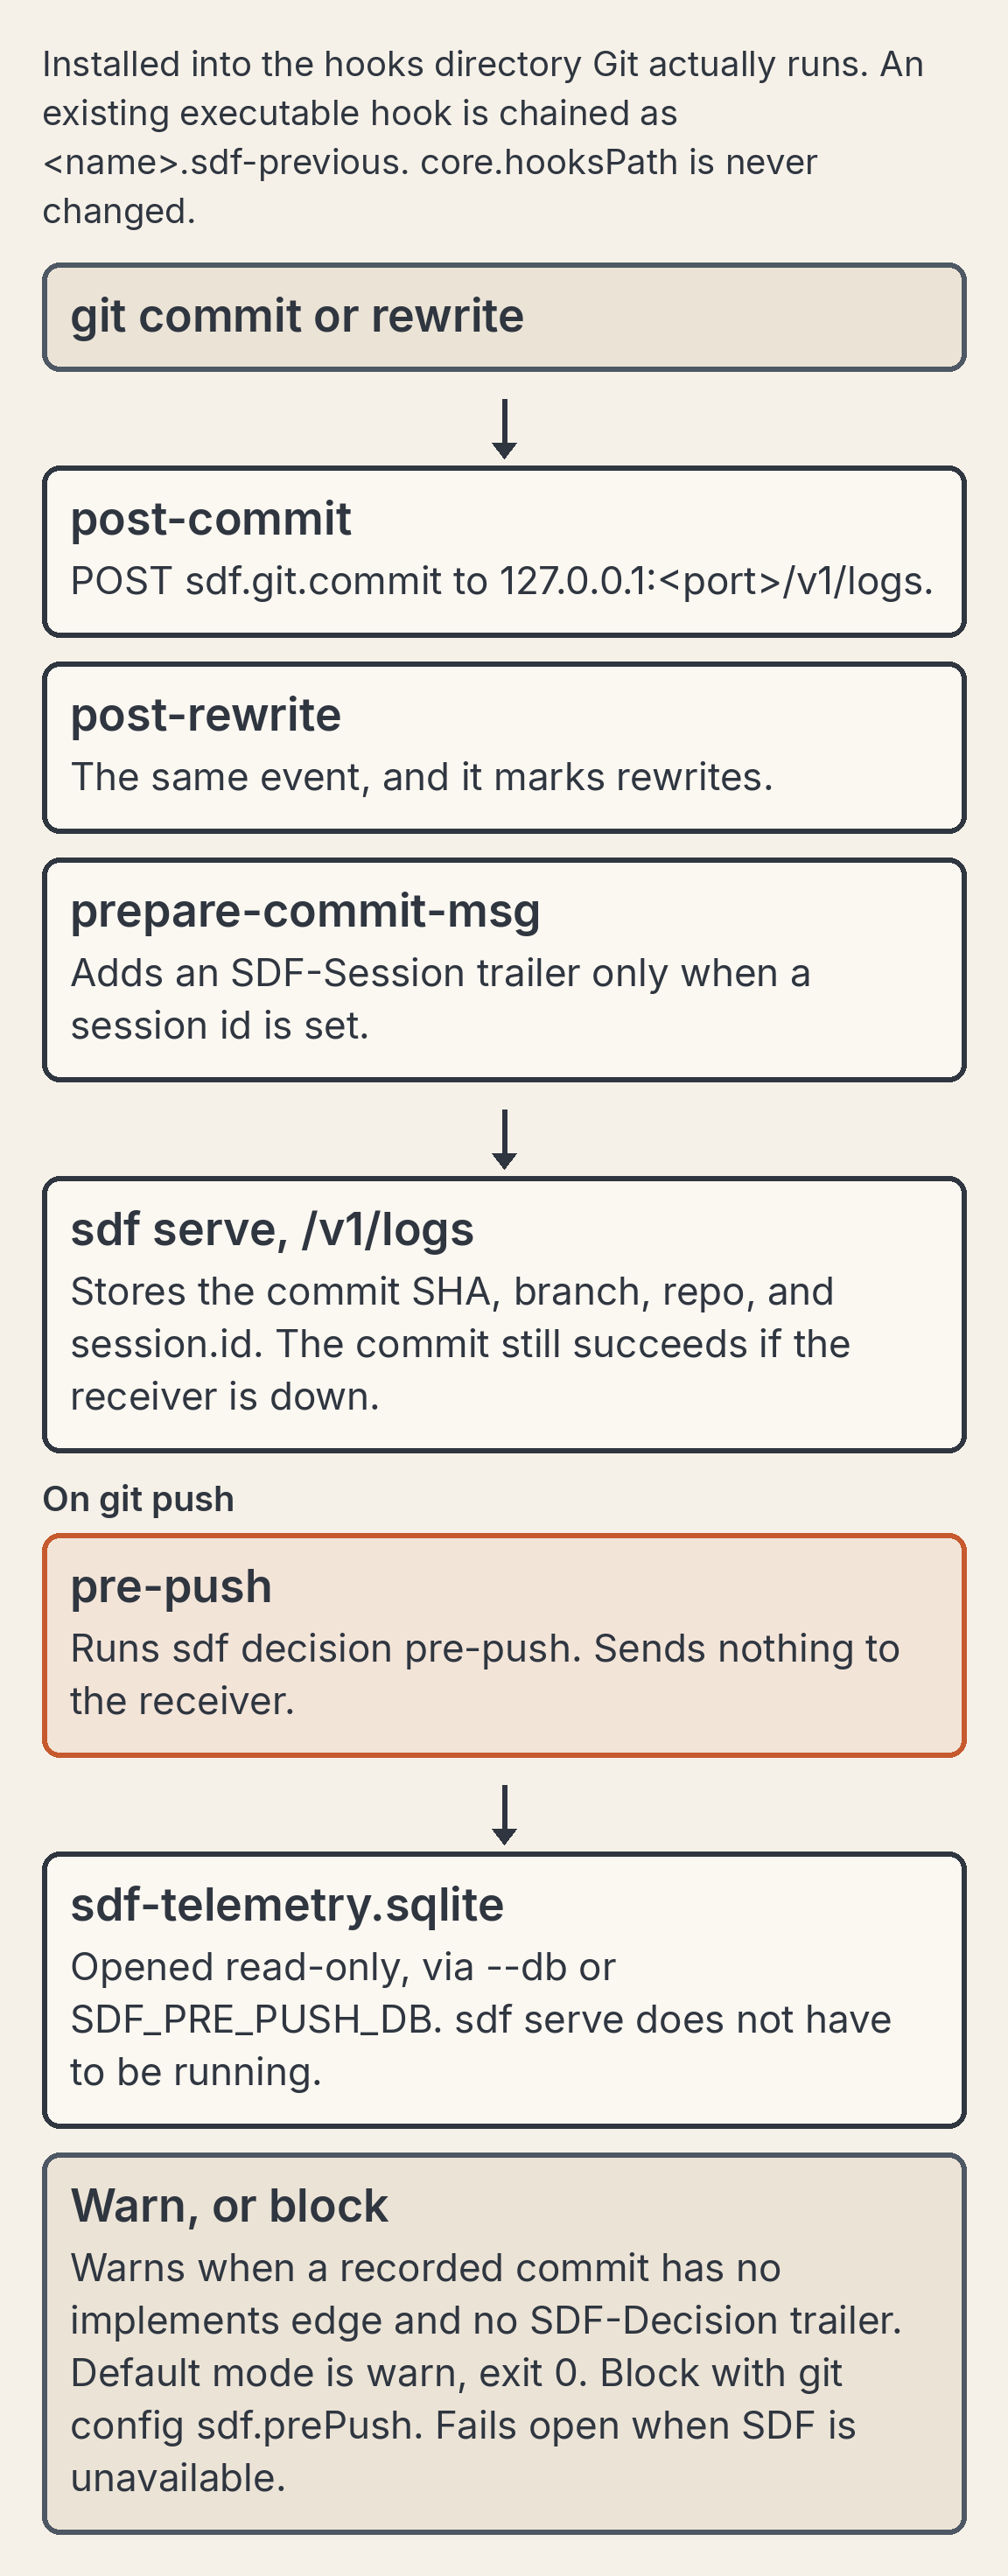 Installed into the hooks directory Git actually runs. An
existing executable hook is chained as
<name>.sdf-previous. core.hooksPath is never
changed.
git commit or rewrite
post-commit
POST sdf.git.commit to 127.0.0.1:<port>/v1/logs.
post-rewrite
The same event, and it marks rewrites.
prepare-commit-msg
Adds an SDF-Session trailer only when a
session id is set.
sdf serve, /v1/logs
Stores the commit SHA, branch, repo, and
session.id. The commit still succeeds if the
receiver is down.
On git push
pre-push
Runs sdf decision pre-push. Sends nothing to
the receiver.
sdf-telemetry.sqlite
Opened read-only, via --db or
SDF_PRE_PUSH_DB. sdf serve does not have
to be running.
Warn, or block
Warns when a recorded commit has no
implements edge and no SDF-Decision trailer.
Default mode is warn, exit 0. Block with git
config sdf.prePush. Fails open when SDF is
unavailable.